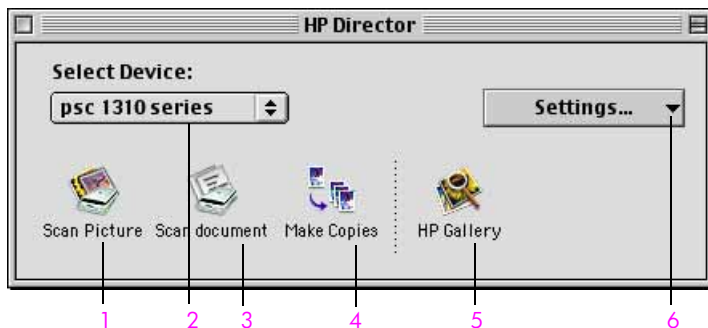 HP Director
Select Device:
psc 1310 series
Settings...
Scan Picture
Scan document
Make Copies
HP Gallery
1
2
3
4
5
6